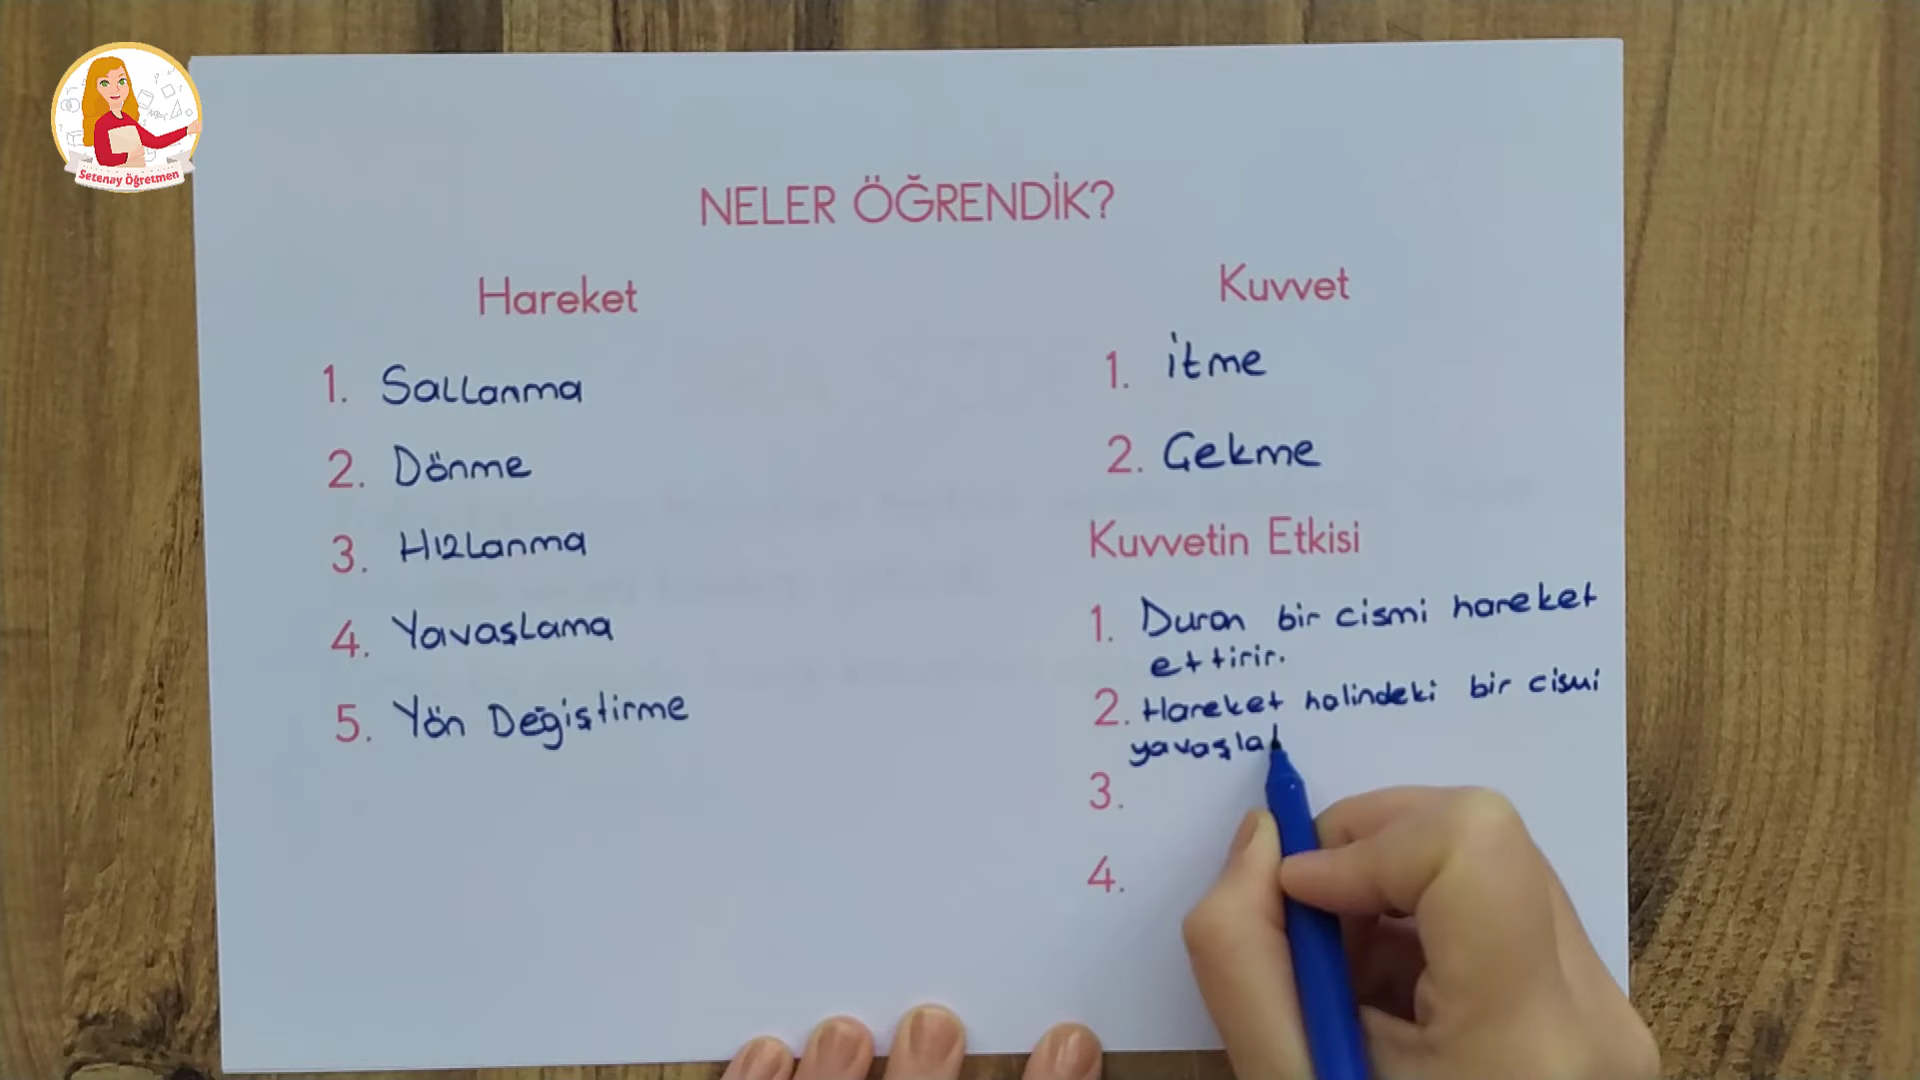 Setenay Öğretmen
NELER ÖĞRENDİK?
Hareket
1. Sallanma
2. Dönme
3. Hızlanma
4. Yavaşlama
5. Yön Değiştirme
Kuvvet
1. itme
2. Çekme
Kuvvetin Etkisi
1. Duran bir cismi hareket
ettirir.
2. Hareket halindeki bir cismi
yavaşla
3.
4.